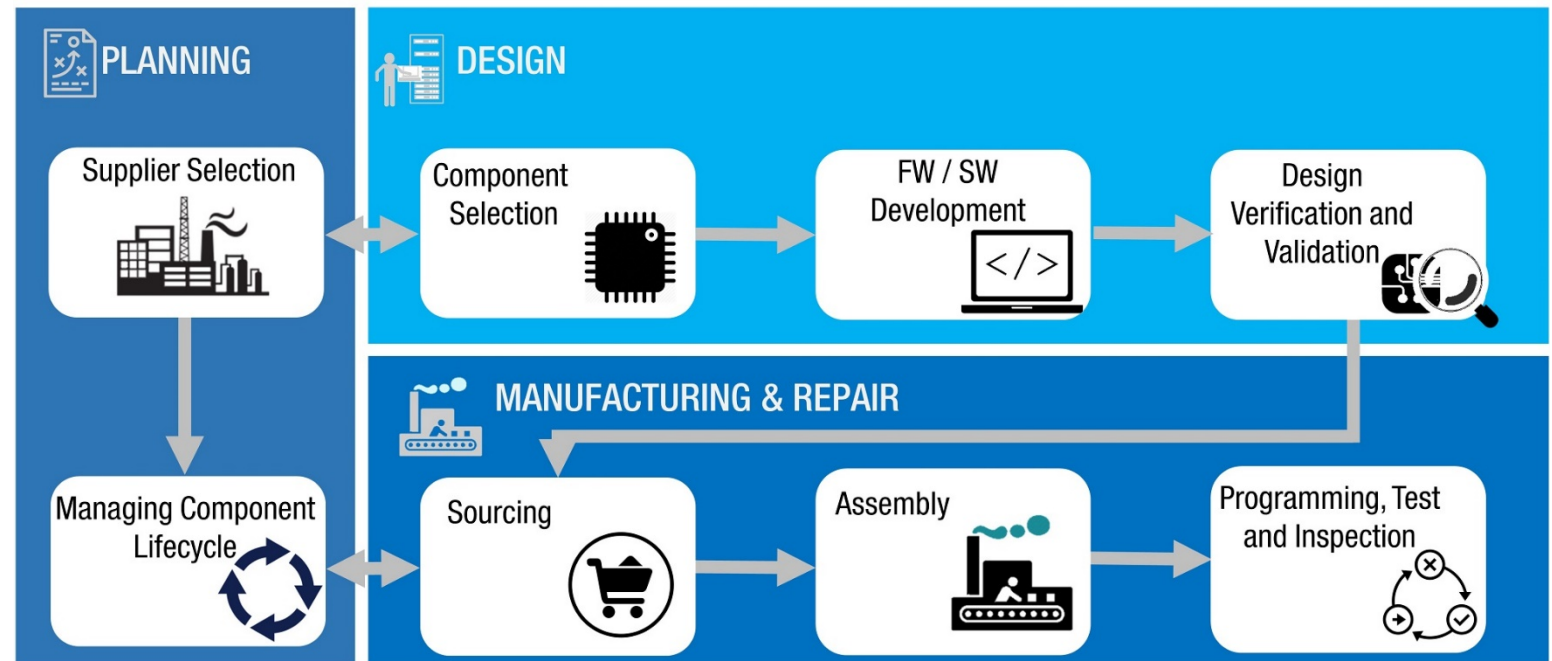 PLANNING
DESIGN
Supplier Selection
Component
Selection
FW / SW
Development
</>
Design
Verification and
Validation
MANUFACTURING & REPAIR
Managing Component
Lifecycle
Sourcing
Assembly
Programming, Test
and Inspection